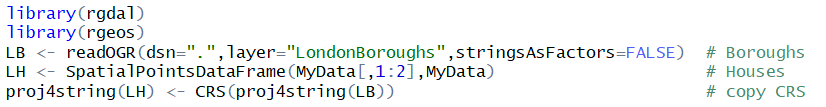 library(rgdal)
library(rgeos)
LB <- readOGR(dsn=".",layer="LondonBoroughs",stringsAsFactors=FALSE)  # Boroughs
LH <- SpatialPointsDataFrame(MyData[,1:2],MyData)                     # Houses
proj4string(LH) <- CRS(proj4string(LB))                               # copy CRS